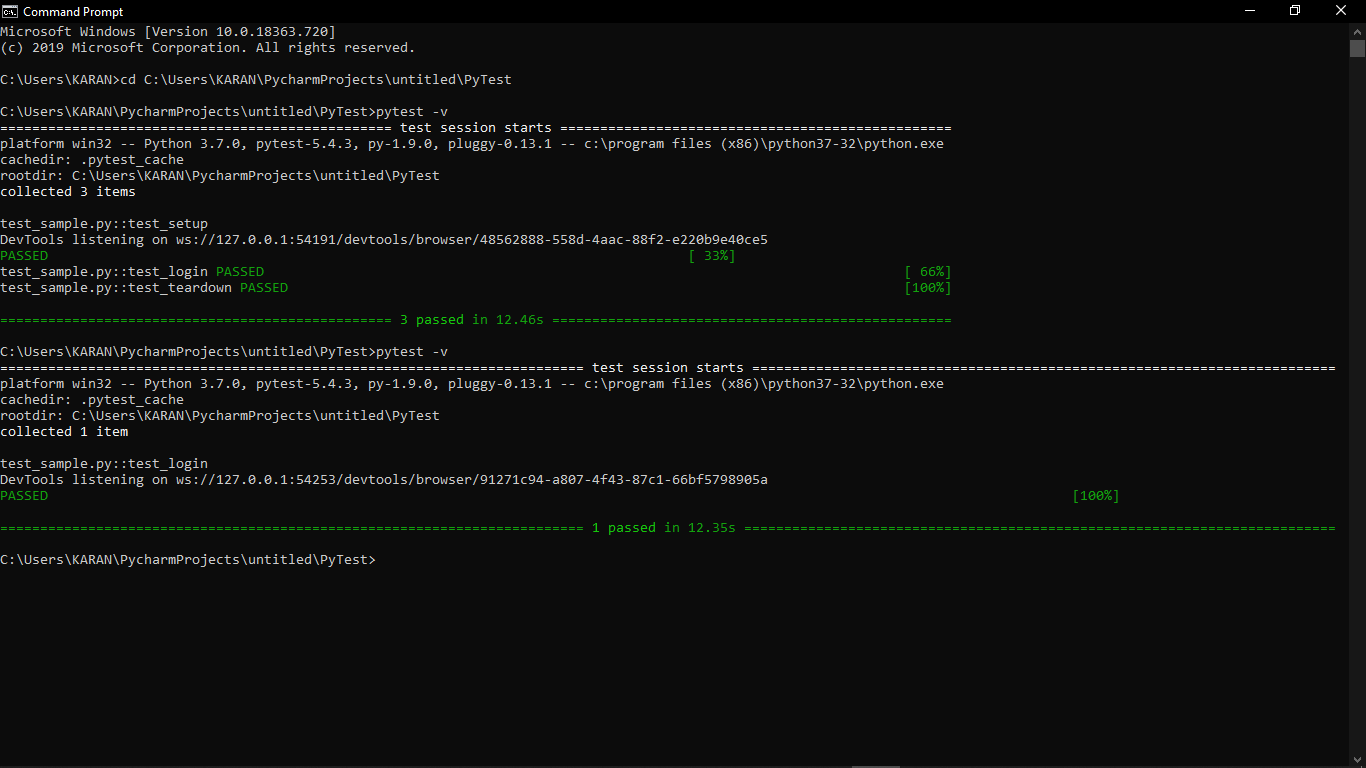 Command Prompt
Microsoft Windows [Version 10.0.18363.720]
(c) 2019 Microsoft Corporation. All rights reserved.
C:\Users\KARAN>cd C:\Users\KARAN\PycharmProjects\untitled\PyTest
C:\Users\KARAN\PycharmProjects\untitled\PyTest>pytest -v
================================================= test session starts =================================================
platform win32 -- Python 3.7.0, pytest-5.4.3, py-1.9.0, pluggy-0.13.1 -- c:\program files (x86)\python37-32\python.exe
cachedir: .pytest_cache
rootdir: C:\Users\KARAN\PycharmProjects\untitled\PyTest
collected 3 items
test_sample.py::test_setup
DevTools listening on ws://127.0.0.1:54191/devtools/browser/48562888-558d-4aac-88f2-e220b9e40ce5
PASSED [ 33%]
test_sample.py::test_login PASSED [ 66%]
test_sample.py::test_teardown PASSED [100%]
================================================= 3 passed in 12.46s ==================================================
C:\Users\KARAN\PycharmProjects\untitled\PyTest>pytest -v
========================================================================= test session starts =========================================================================
platform win32 -- Python 3.7.0, pytest-5.4.3, py-1.9.0, pluggy-0.13.1 -- c:\program files (x86)\python37-32\python.exe
cachedir: .pytest_cache
rootdir: C:\Users\KARAN\PycharmProjects\untitled\PyTest
collected 1 item
test_sample.py::test_login
DevTools listening on ws://127.0.0.1:54253/devtools/browser/91271c94-a807-4f43-87c1-66bf5798905a
PASSED [100%]
========================================================================= 1 passed in 12.35s ==========================================================================
C:\Users\KARAN\PycharmProjects\untitled\PyTest>